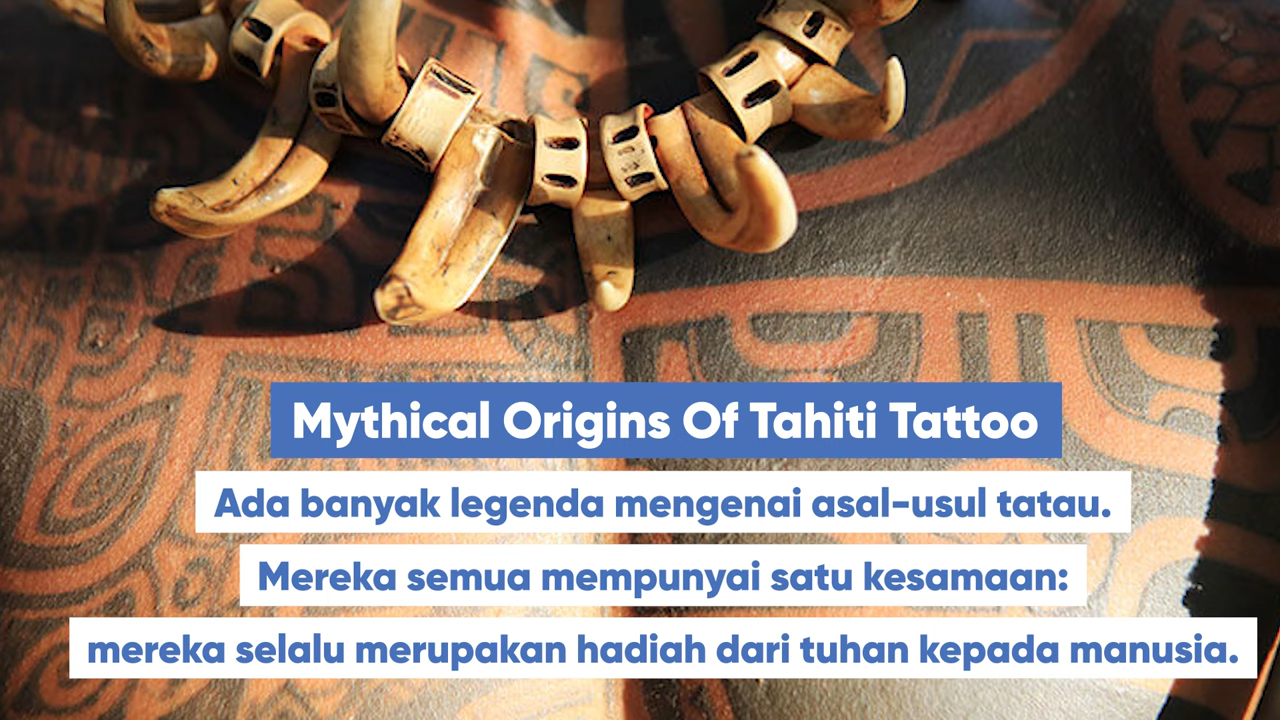 Mythical Origins Of Tahiti Tattoo
Ada banyak legenda mengenai asal-usul tatau.
Mereka semua mempunyai satu kesamaan:
mereka selalu merupakan hadiah dari tuhan kepada manusia.